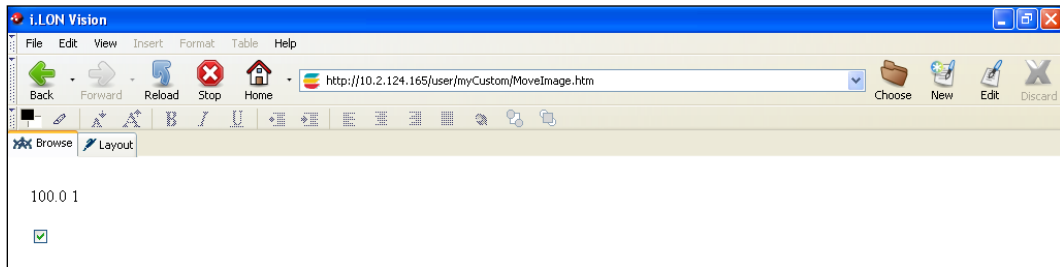 i.LON Vision
File Edit View Insert Format Table Help
http://10.2.124.165/user/myCustom/MoveImage.htm
Back Forward Reload Stop Home Choose New Edit Discard
A A B I U
Browse Layout
100.0 1